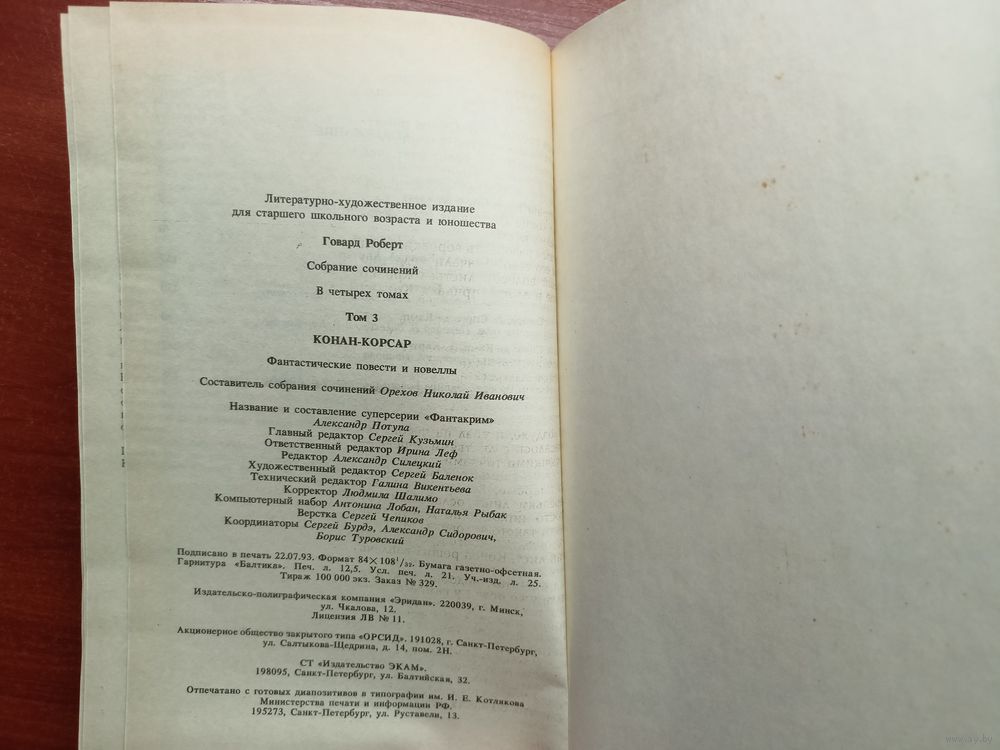 Литературно-художественное издание
для старшего школьного возраста и юношества
Говард Роберт
Собрание сочинений
В четырех томах
Том 3
КОНАН-КОРСАР
Фантастические повести и новеллы
Составитель собрания сочинений Орехов Николай Иванович
Название и составление суперсерии «Фантакрим»
Александр Потупа
Главный редактор Сергей Кузьмин
Ответственный редактор Ирина Леф
Редактор Александр Силецкий
Художественный редактор Сергей Баленок
Технический редактор Галина Викентьева
Корректор Людмила Шалимо
Компьютерный набор Антонина Лобан, Наталья Рыбак
Верстка Сергей Чепиков
Координаторы Сергей Бурдэ, Александр Сидорович,
Борис Туровский
Подписано в печать 22.07.93. Формат 84×108¹/₃₂. Бумага газетно-офсетная.
Гарнитура «Балтика». Печ. л. 12,5. Усл. печ. л. 21. Уч.-изд. л. 25.
Тираж 100 000 экз. Заказ № 329.
Издательско-полиграфическая компания «Эридан». 220039, г. Минск,
ул. Чкалова, 12.
Лицензия ЛВ № 11.
Акционерное общество закрытого типа «ОРСИД». 191028, г. Санкт-Петербург,
ул. Салтыкова-Щедрина, д. 14, пом. 2Н.
СТ «Издательство ЭКАМ».
198095, Санкт-Петербург, ул. Балтийская, 32.
Отпечатано с готовых диапозитивов в типографии им. И. Е. Котлякова
Министерства печати и информации РФ.
195273, Санкт-Петербург, ул. Руставели, 13.
www.ay.by